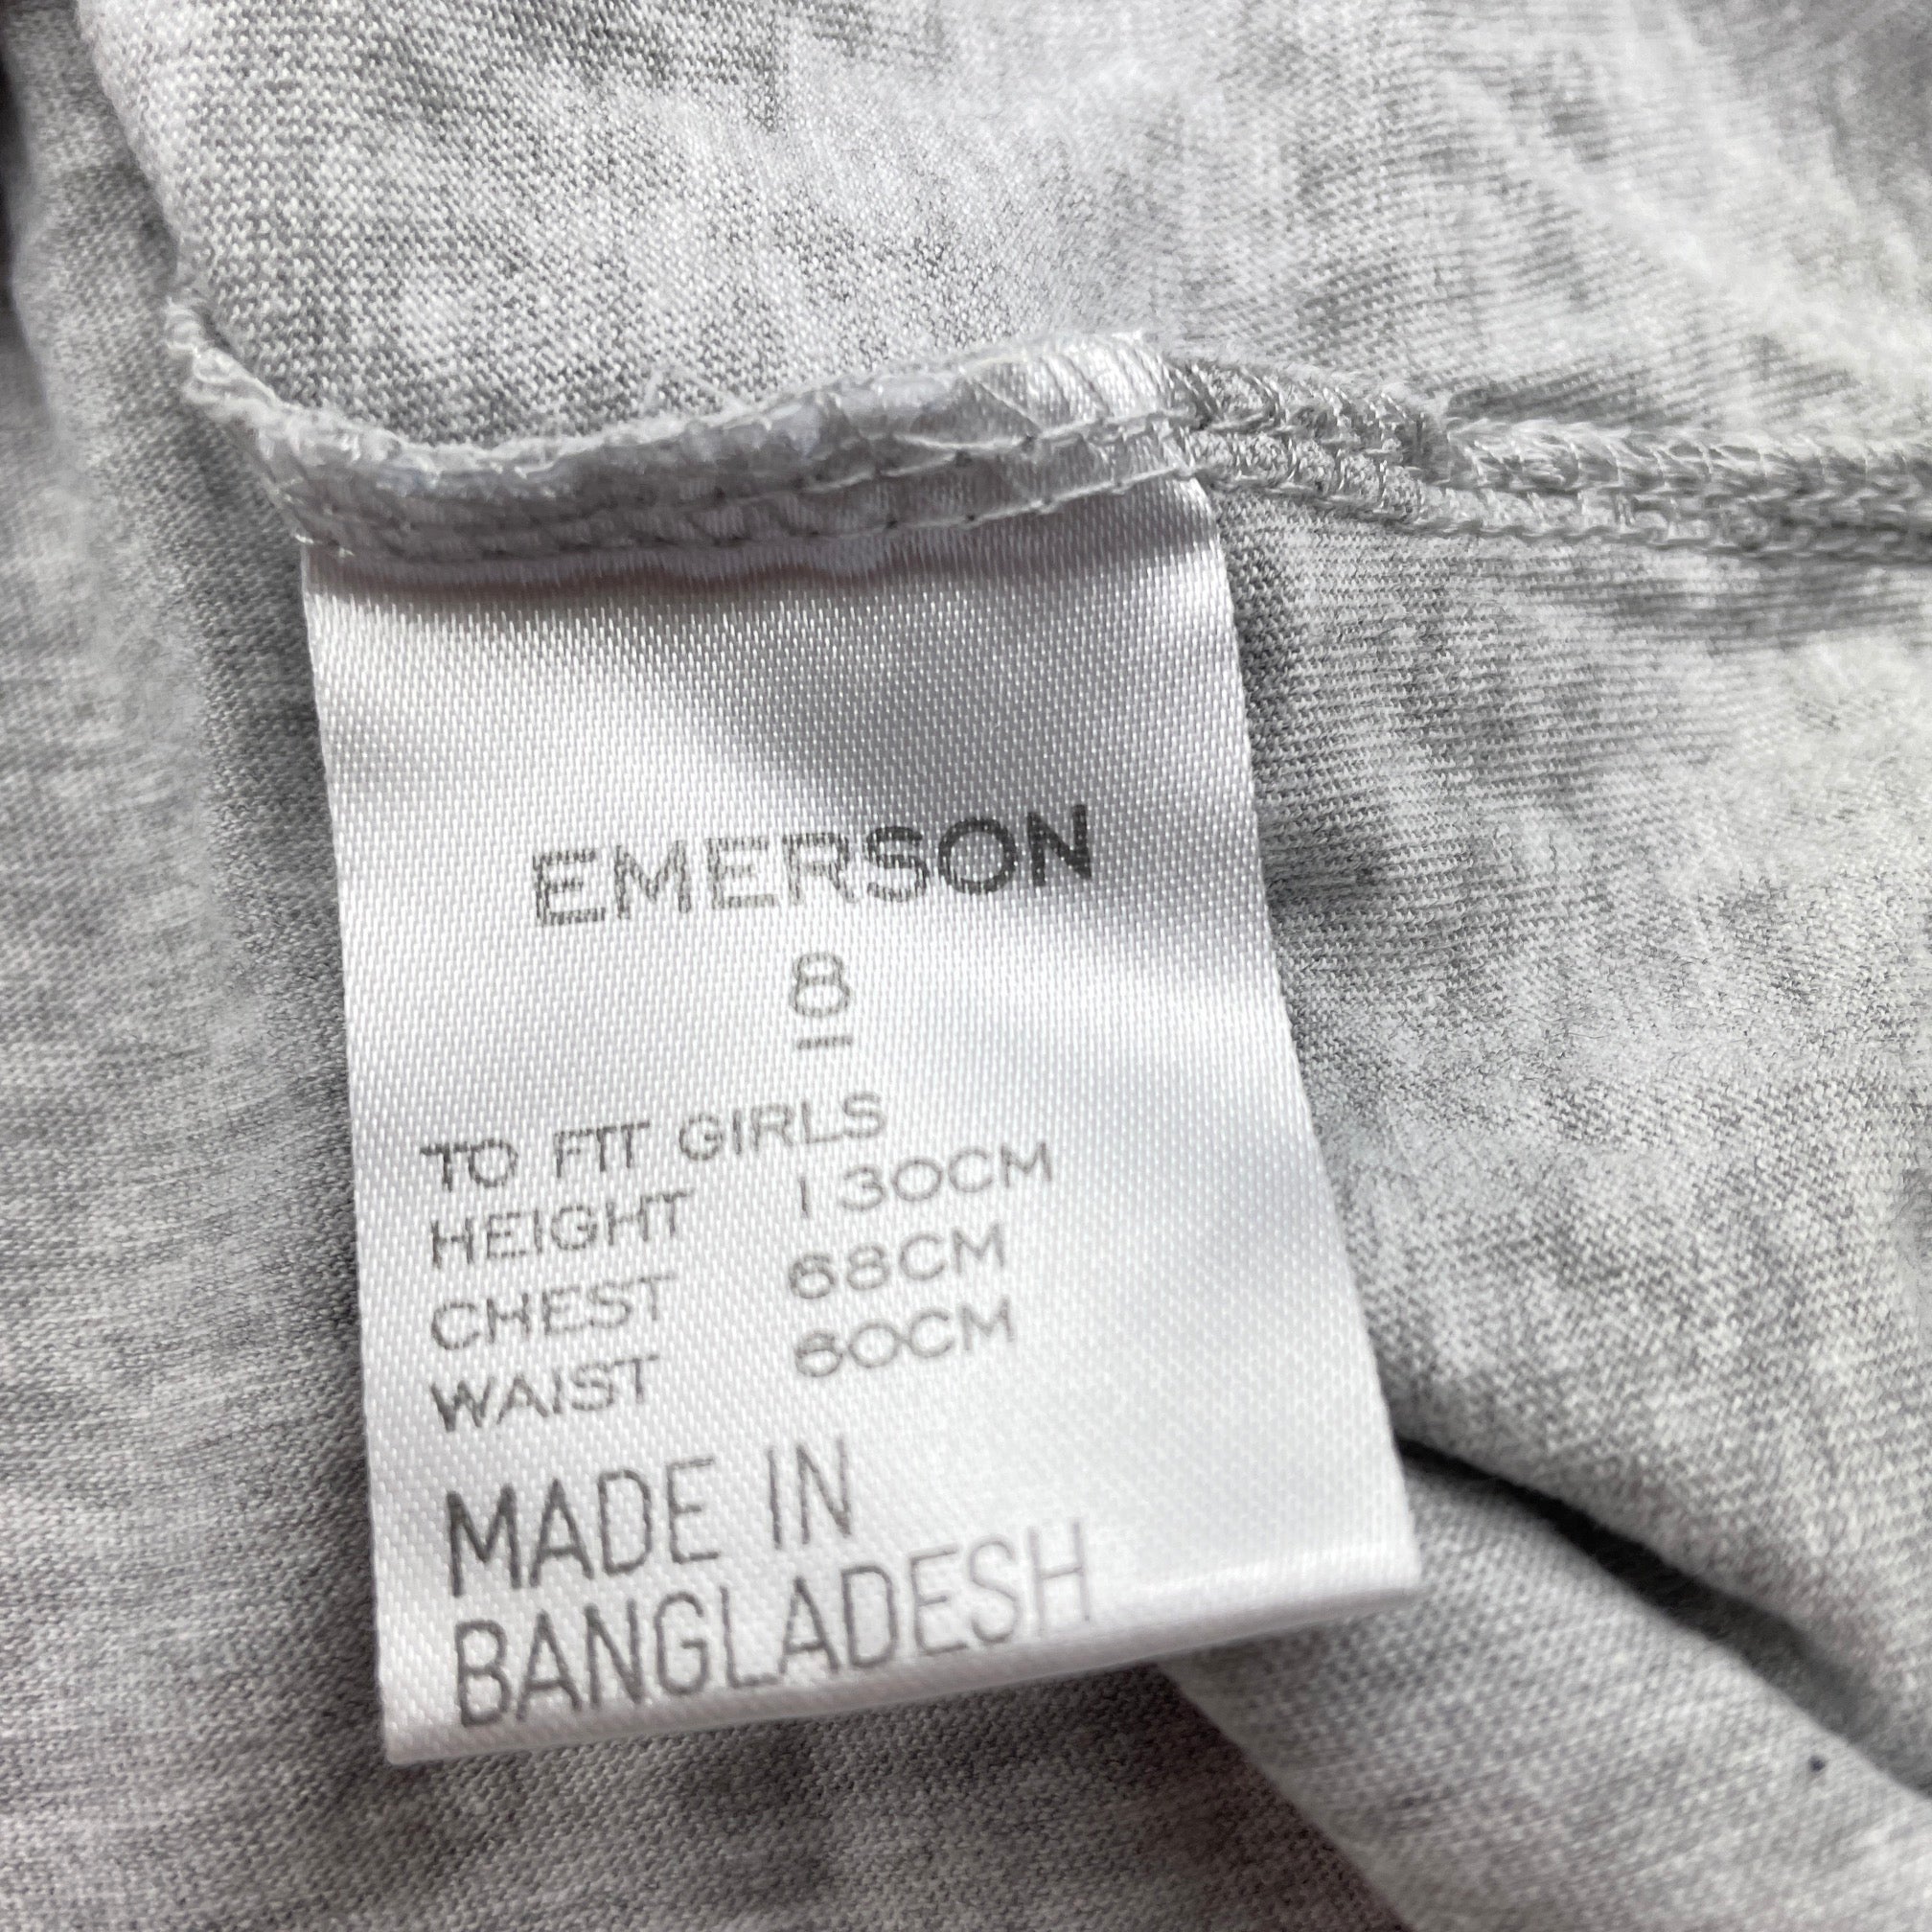 EMERSON
8
TO FIT GIRLS
HEIGHT 130CM
CHEST 68CM
WAIST 60CM
MADE IN
BANGLADESH